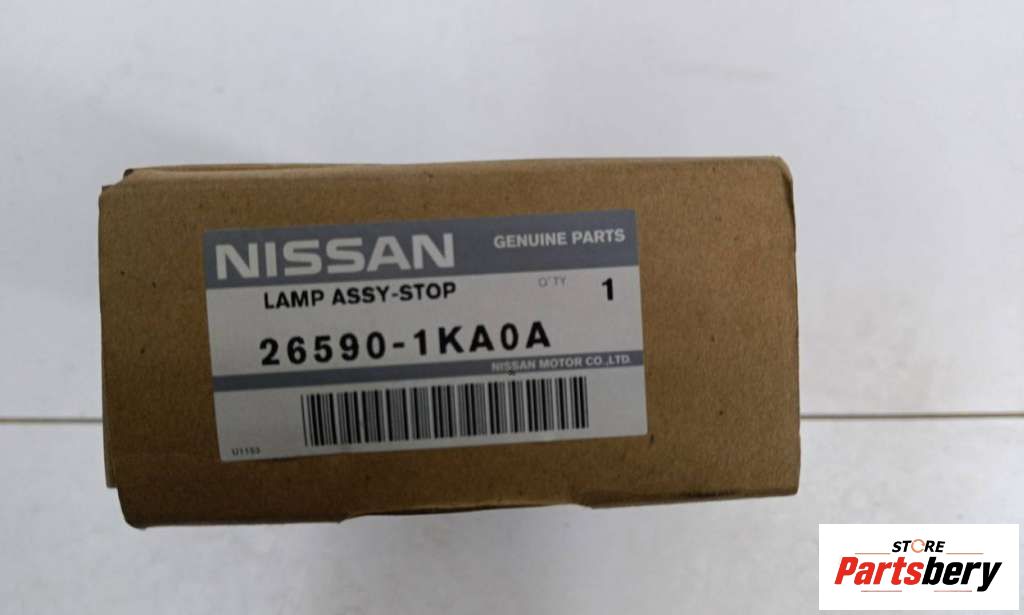 NISSAN GENUINE PARTS
LAMP ASSY-STOP Q'TY 1
26590-1KA0A
NISSAN MOTOR CO.,LTD.
U1153
STORE
Partsbery